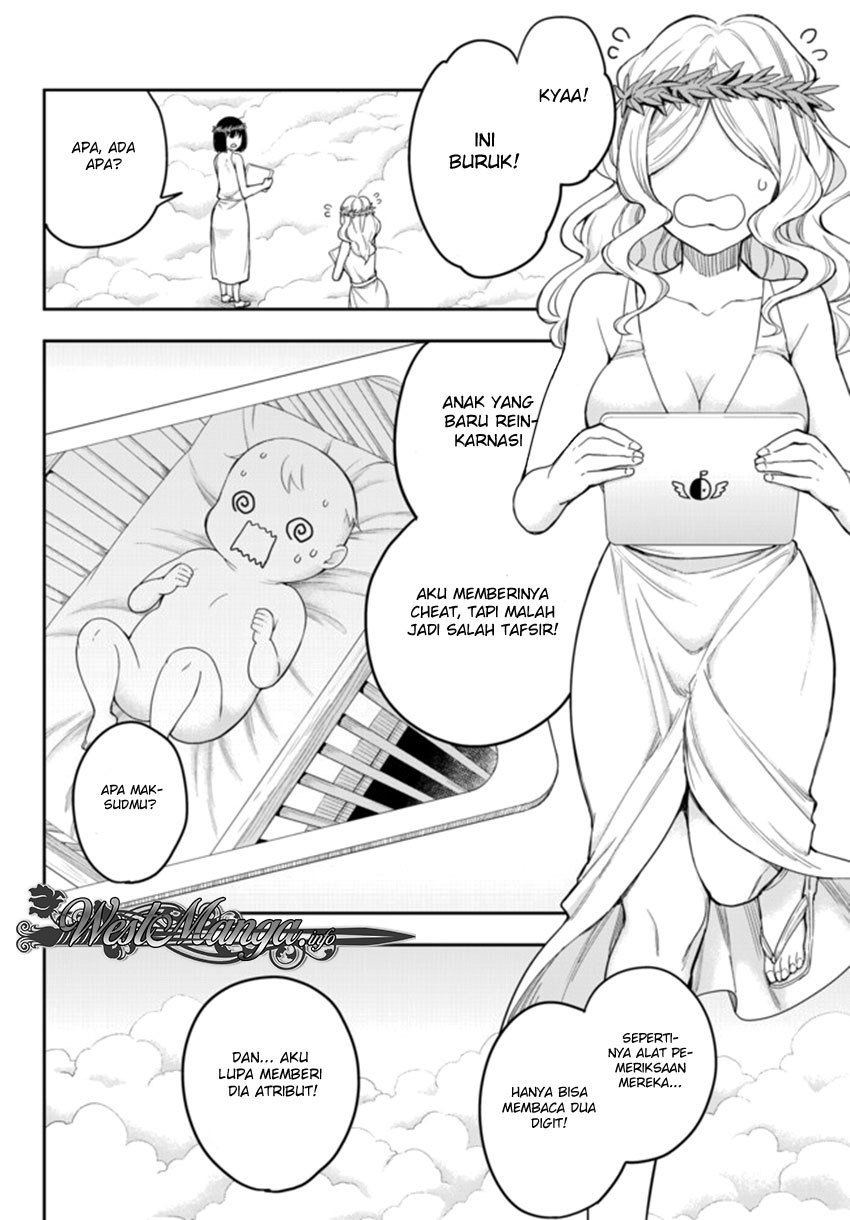 KYAA!
INI
BURUK!
APA, ADA
APA?
ANAK YANG
BARU REIN-
KARNASI
AKU MEMBERINYA
CHEAT, TAPI MALAH
JADI SALAH TAFSIR!
APA MAK-
SUDMU?
WestManga.info
SEPERTI-
NYA ALAT PE-
MERIKSAAN
MEREKA...
HANYA BISA
MEMBACA DUA
DIGIT!
DAN... AKU
LUPA MEMBERI
DIA ATRIBUT!